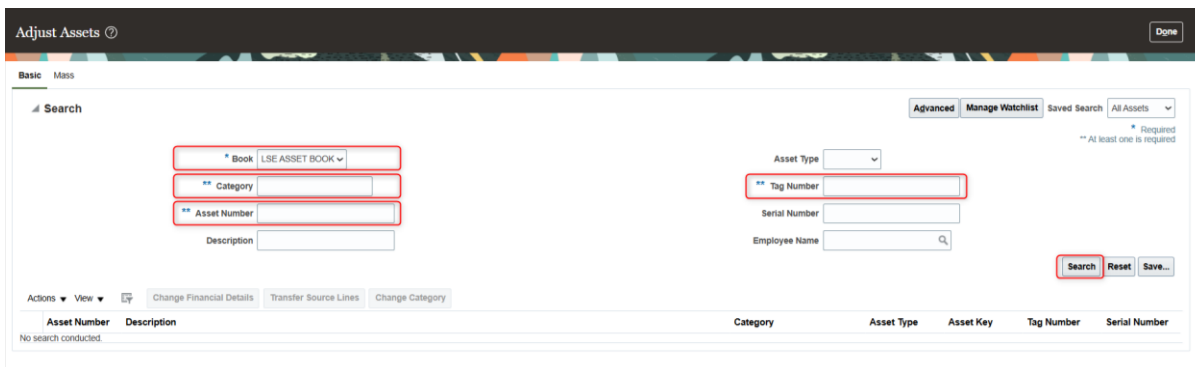 Adjust Assets ?
Done
Basic Mass
Search
Advanced Manage Watchlist Saved Search All Assets
* Required
** At least one is required
* Book LSE ASSET BOOK
Asset Type
** Category
** Tag Number
** Asset Number
Serial Number
Description
Employee Name
Search Reset Save...
Actions View Change Financial Details Transfer Source Lines Change Category
Asset Number Description Category Asset Type Asset Key Tag Number Serial Number
No search conducted.